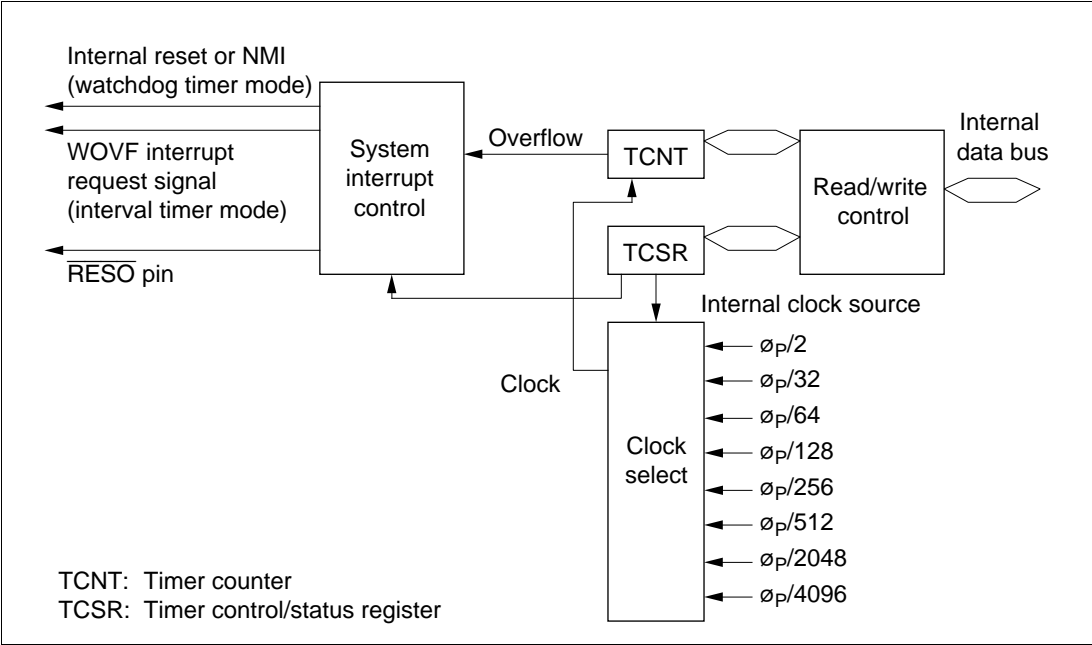 Internal reset or NMI
(watchdog timer mode)
WOVF interrupt
request signal
(interval timer mode)
RESO pin
System
interrupt
control
Overflow
TCNT
TCSR
Read/write
control
Internal
data bus
Internal clock source
Clock
Clock
select
øP/2
øP/32
øP/64
øP/128
øP/256
øP/512
øP/2048
øP/4096
TCNT: Timer counter
TCSR: Timer control/status register